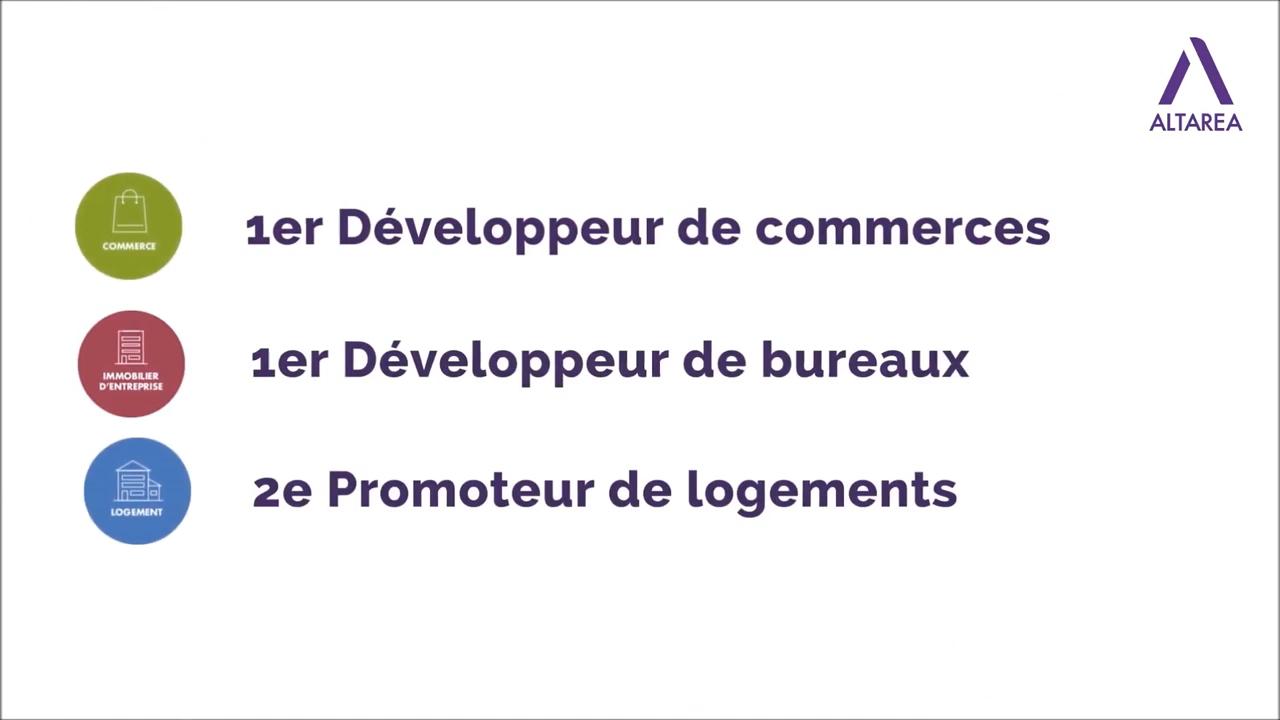 ALTAREA
COMMERCE
1er Développeur de commerces
IMMOBILIER
D'ENTREPRISE
1er Développeur de bureaux
LOGEMENT
2e Promoteur de logements